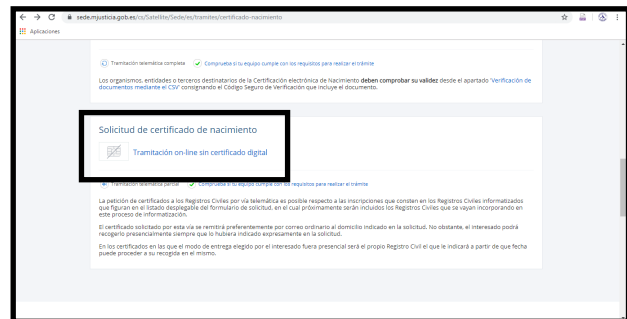 sede.mjusticia.gob.es/cs/Satellite/Sede/es/tramites/certificado-nacimiento
Aplicaciones
Tramitación telemática completa Comprueba si tu equipo cumple con los requisitos para realizar el trámite
Los organismos, entidades o terceros destinatarios de la Certificación electrónica de Nacimiento deben comprobar su validez desde el apartado 'Verificación de
documentos mediante el CSV' consignando el Código Seguro de Verificación que incluye el documento.
Solicitud de certificado de nacimiento
Tramitación on-line sin certificado digital
Tramitación telemática parcial Comprueba si tu equipo cumple con los requisitos para realizar el trámite
La petición de certificados a los Registros Civiles por vía telemática es posible respecto a las inscripciones que consten en los Registros Civiles informatizados
que figuran en el listado desplegable del formulario de solicitud, en el cual próximamente serán incluidos los Registros Civiles que se vayan incorporando en
este proceso de informatización.
El certificado solicitado por esta vía se remitirá preferentemente por correo ordinario al domicilio indicado en la solicitud. No obstante, el interesado podrá
recogerlo presencialmente siempre que lo hubiera indicado expresamente en la solicitud.
En los certificados en las que el modo de entrega elegido por el interesado fuera presencial será el propio Registro Civil el que le indicará a partir de que fecha
puede proceder a su recogida en el mismo.